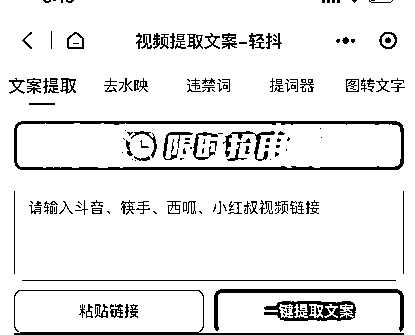 视频提取文案-轻抖
文案提取 去水映 违禁词 提词器 图转文字
限时抢用
请输入斗音、筷手、西呱、小红叔视频链接
粘贴链接 一键提取文案